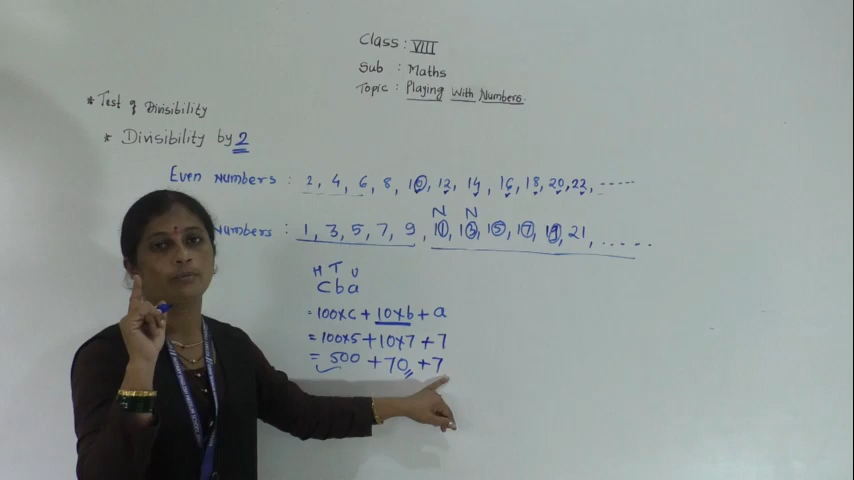 Class : VIII
Sub : Maths
Topic : Playing With Numbers.
* Test of Divisibility
* Divisibility by 2
Even Numbers : 2, 4, 6, 8, 10, 12, 14, 16, 18, 20, 22, .....
Numbers : 1, 3, 5, 7, 9, 11, 13, 15, 17, 19, 21, .....
N N
H T U
C b a
= 100×c + 10×b + a
= 100×5 + 10×7 + 7
= 500 + 70 + 7